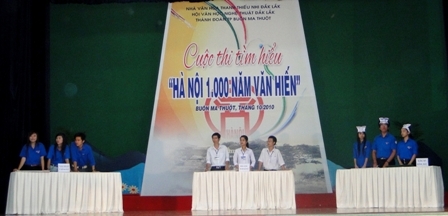 NHÀ VĂN HÓA THANH THIẾU NHI ĐẮK LẮK
HỘI VĂN HỌC NGHỆ THUẬT ĐẮK LẮK
THÀNH ĐOÀN TP BUÔN MA THUỘT
Cuộc thi tìm hiểu
"HÀ NỘI 1.000 NĂM VĂN HIẾN"
BUÔN MA THUỘT, THÁNG 10/2010